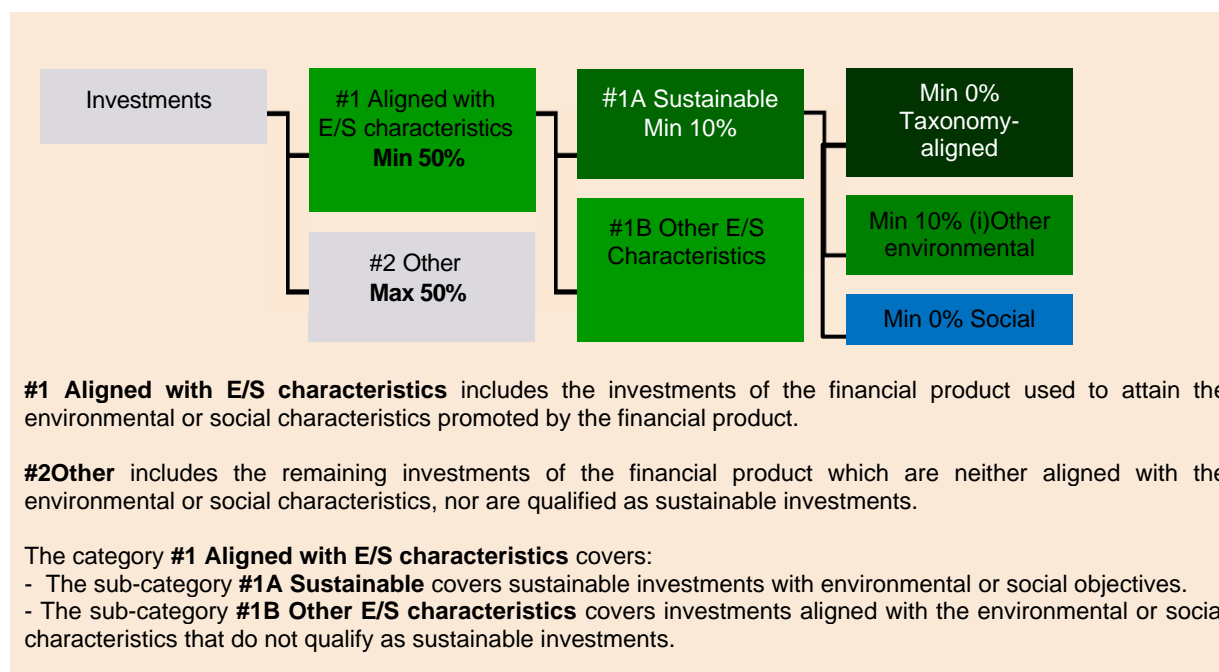 Investments
#1 Aligned with
E/S characteristics
Min 50%
#2 Other
Max 50%
#1A Sustainable
Min 10%
#1B Other E/S
Characteristics
Min 0%
Taxonomy-
aligned
Min 10% (i)Other
environmental
Min 0% Social
#1 Aligned with E/S characteristics includes the investments of the financial product used to attain the
environmental or social characteristics promoted by the financial product.
#2Other includes the remaining investments of the financial product which are neither aligned with the
environmental or social characteristics, nor are qualified as sustainable investments.
The category #1 Aligned with E/S characteristics covers:
- The sub-category #1A Sustainable covers sustainable investments with environmental or social objectives.
- The sub-category #1B Other E/S characteristics covers investments aligned with the environmental or social
characteristics that do not qualify as sustainable investments.